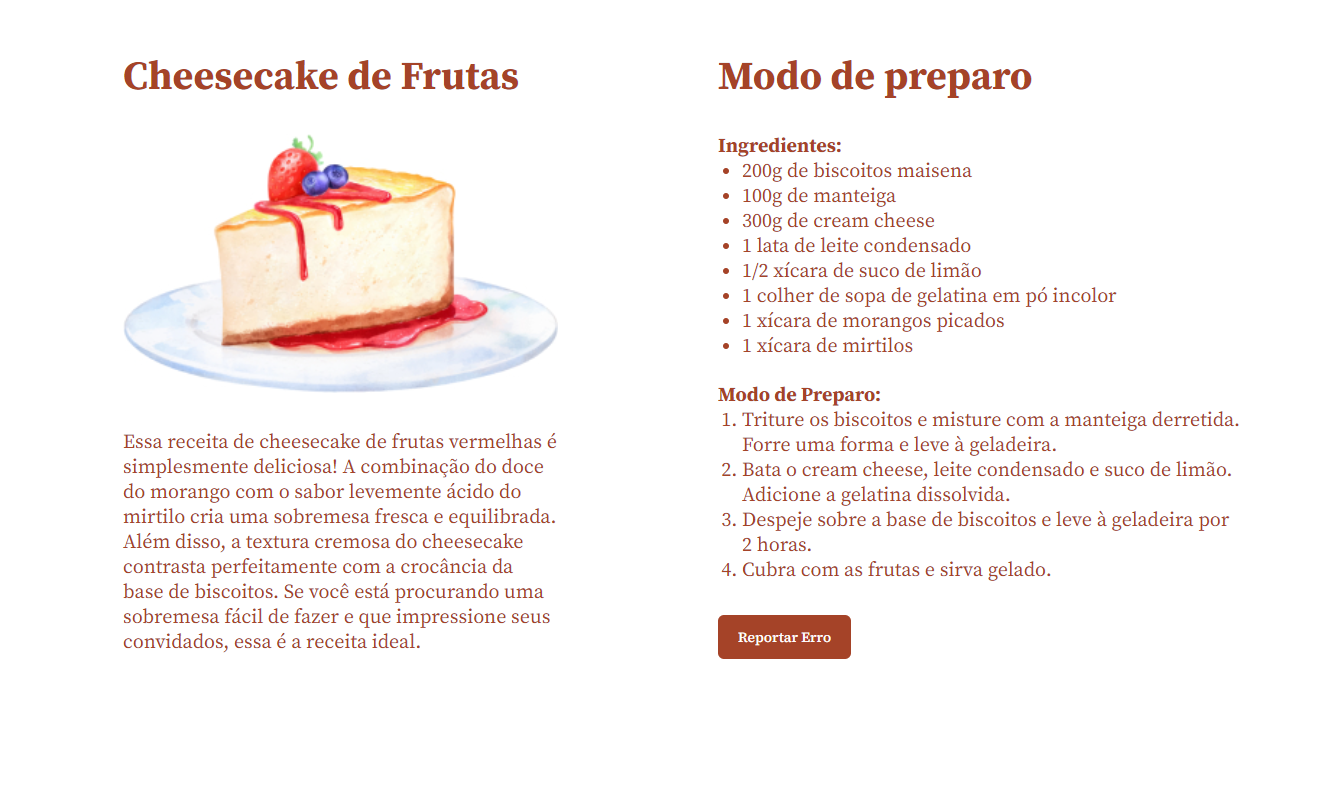 Cheesecake de Frutas
Essa receita de cheesecake de frutas vermelhas é
simplesmente deliciosa! A combinação do doce
do morango com o sabor levemente ácido do
mirtilo cria uma sobremesa fresca e equilibrada.
Além disso, a textura cremosa do cheesecake
contrasta perfeitamente com a crocância da
base de biscoitos. Se você está procurando uma
sobremesa fácil de fazer e que impressione seus
convidados, essa é a receita ideal.
Modo de preparo
Ingredientes:
• 200g de biscoitos maisena
• 100g de manteiga
• 300g de cream cheese
• 1 lata de leite condensado
• 1/2 xícara de suco de limão
• 1 colher de sopa de gelatina em pó incolor
• 1 xícara de morangos picados
• 1 xícara de mirtilos
Modo de Preparo:
1. Triture os biscoitos e misture com a manteiga derretida.
Forre uma forma e leve à geladeira.
2. Bata o cream cheese, leite condensado e suco de limão.
Adicione a gelatina dissolvida.
3. Despeje sobre a base de biscoitos e leve à geladeira por
2 horas.
4. Cubra com as frutas e sirva gelado.
Reportar Erro